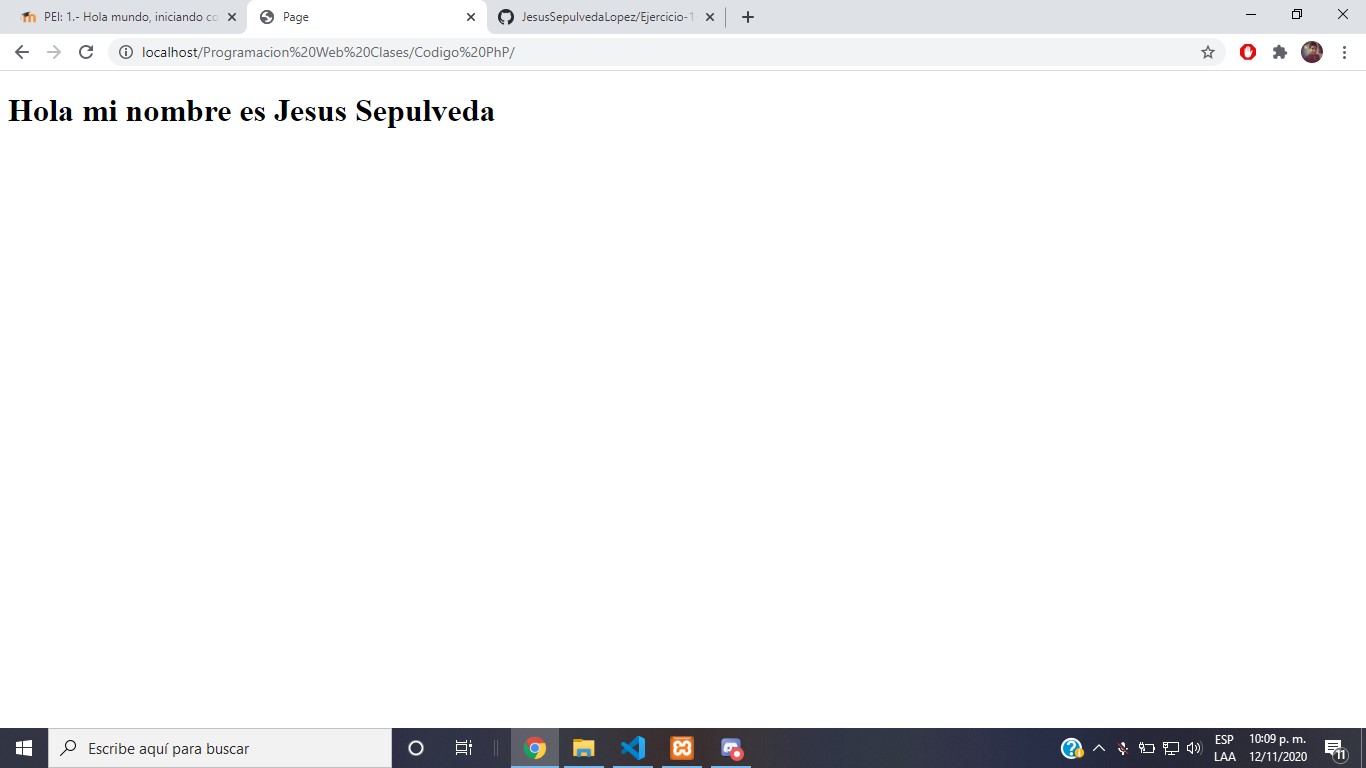 PEI: 1.- Hola mundo, iniciando co
Page
JesusSepulvedaLopez/Ejercicio-1
localhost/Programacion%20Web%20Clases/Codigo%20PhP/
Hola mi nombre es Jesus Sepulveda
Escribe aquí para buscar
ESP
LAA
10:09 p. m.
12/11/2020
11